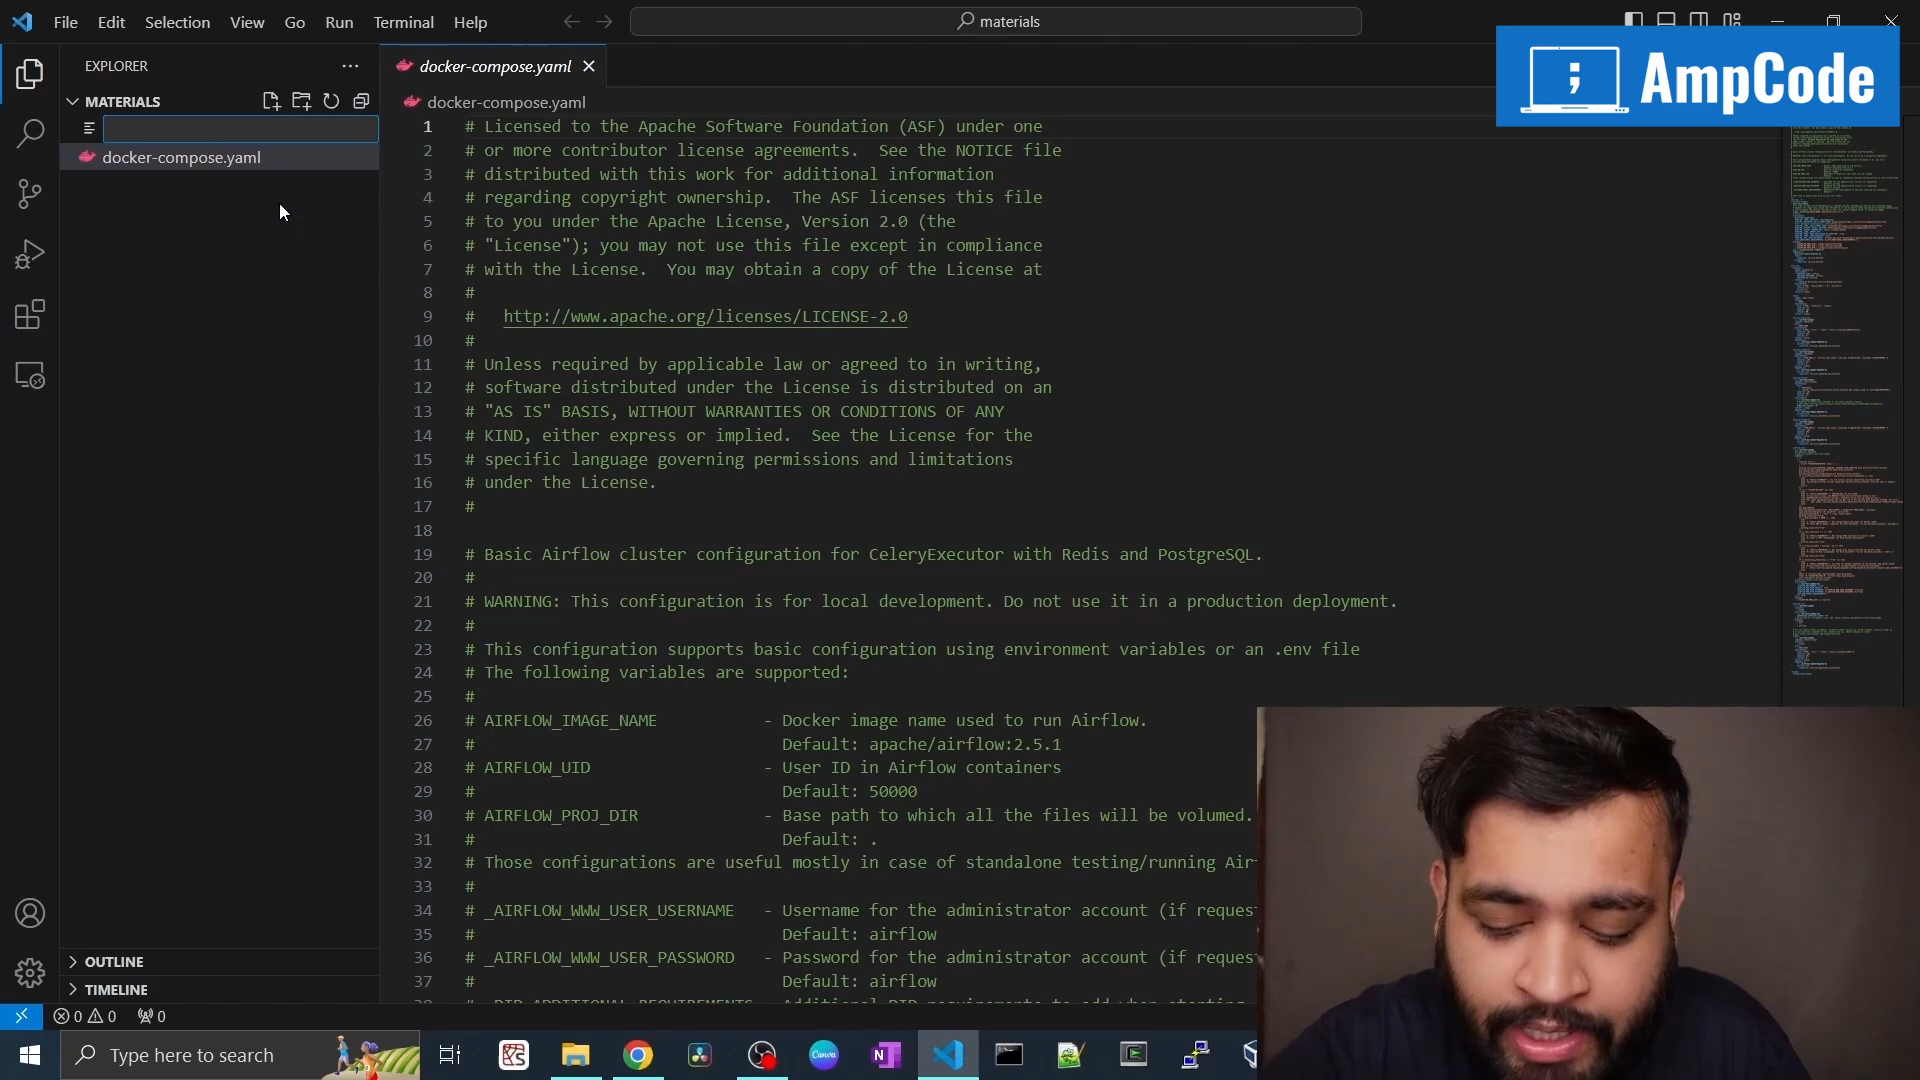 File Edit Selection View Go Run Terminal Help
materials
AmpCode
EXPLORER
MATERIALS
docker-compose.yaml
OUTLINE
TIMELINE
docker-compose.yaml
docker-compose.yaml
1 # Licensed to the Apache Software Foundation (ASF) under one
2 # or more contributor license agreements.  See the NOTICE file
3 # distributed with this work for additional information
4 # regarding copyright ownership.  The ASF licenses this file
5 # to you under the Apache License, Version 2.0 (the
6 # "License"); you may not use this file except in compliance
7 # with the License.  You may obtain a copy of the License at
8 #
9 #   http://www.apache.org/licenses/LICENSE-2.0
10 #
11 # Unless required by applicable law or agreed to in writing,
12 # software distributed under the License is distributed on an
13 # "AS IS" BASIS, WITHOUT WARRANTIES OR CONDITIONS OF ANY
14 # KIND, either express or implied.  See the License for the
15 # specific language governing permissions and limitations
16 # under the License.
17 #
18
19 # Basic Airflow cluster configuration for CeleryExecutor with Redis and PostgreSQL.
20 #
21 # WARNING: This configuration is for local development. Do not use it in a production deployment.
22 #
23 # This configuration supports basic configuration using environment variables or an .env file
24 # The following variables are supported:
25 #
26 # AIRFLOW_IMAGE_NAME           - Docker image name used to run Airflow.
27 #                                Default: apache/airflow:2.5.1
28 # AIRFLOW_UID                  - User ID in Airflow containers
29 #                                Default: 50000
30 # AIRFLOW_PROJ_DIR             - Base path to which all the files will be volumed.
31 #                                Default: .
32 # Those configurations are useful mostly in case of standalone testing/running Air
33 #
34 # _AIRFLOW_WWW_USER_USERNAME   - Username for the administrator account (if reques
35 #                                Default: airflow
36 # _AIRFLOW_WWW_USER_PASSWORD   - Password for the administrator account (if reques
37 #                                Default: airflow
38 # _PIP_ADDITIONAL_REQUIREMENTS - Additional PIP requirements to add when starting
0 0 0
Type here to search